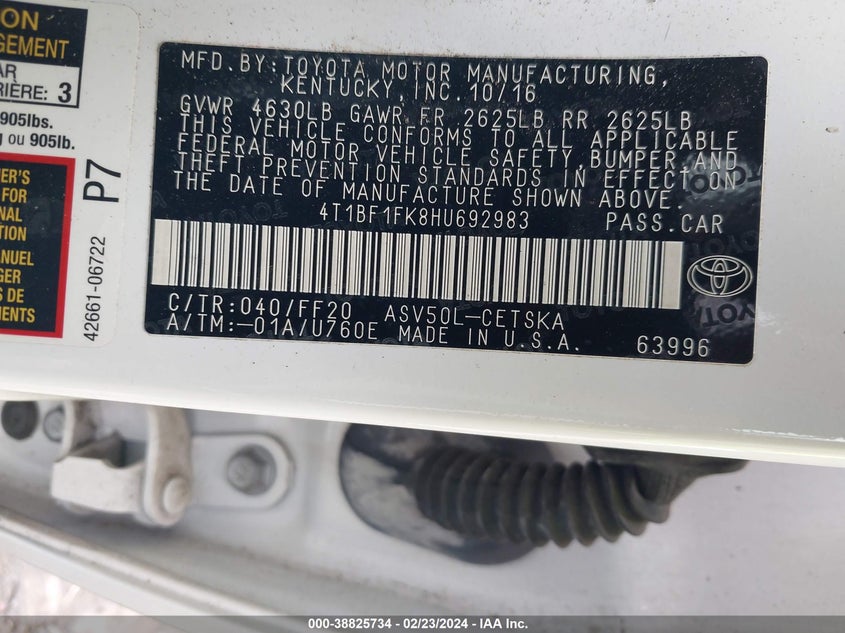 ON
GEMENT
AR
RIÈRE: 3
905lbs.
g ou 905lb.
ER'S
FOR
NAL
TION
ANUEL
GER
S DE
EMENTS
P7
42661-06722
MFD. BY: TOYOTA MOTOR MANUFACTURING,
KENTUCKY, INC. 10/16
GVWR 4630LB GAWR FR 2625LB RR 2625LB
THIS VEHICLE CONFORMS TO ALL APPLICABLE
FEDERAL MOTOR VEHICLE SAFETY, BUMPER, AND
THEFT PREVENTION STANDARDS IN EFFECT ON
THE DATE OF MANUFACTURE SHOWN ABOVE.
4T1BF1FK8HU692983 PASS.CAR
C/TR:040/FF20 ASV50L-CETSKA
A/TM:-01A/U760E MADE IN U.S.A. 63996
000-38825734 - 02/23/2024 - IAA Inc.